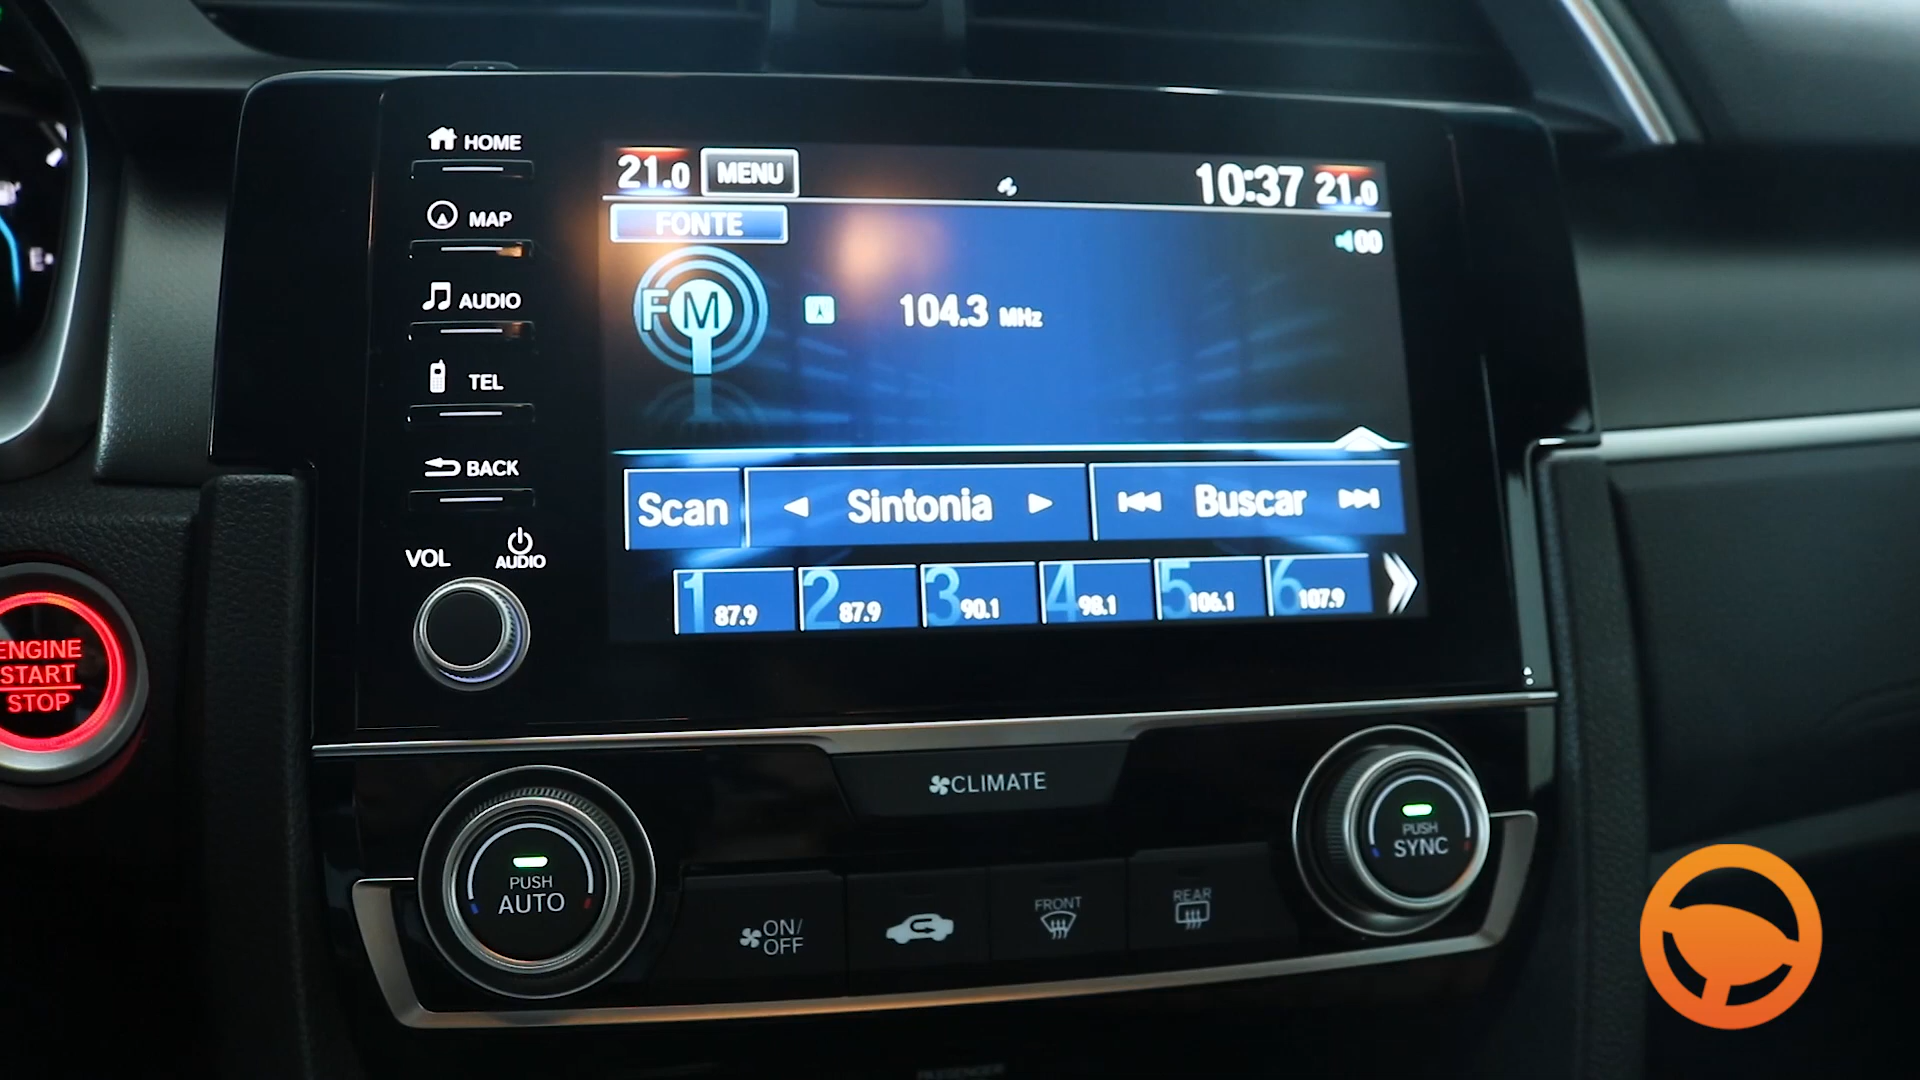 HOME
MAP
AUDIO
TEL
BACK
VOL
AUDIO
21.0 MENU 10:37 21.0
FONTE
00
FM 104.3 MHz
Scan Sintonia Buscar
1 87.9 2 87.9 3 90.1 4 98.1 5 106.1 6 107.9
ENGINE
START
STOP
CLIMATE
PUSH
AUTO
ON/
OFF
FRONT
REAR
PUSH
SYNC
PASSENGER
E